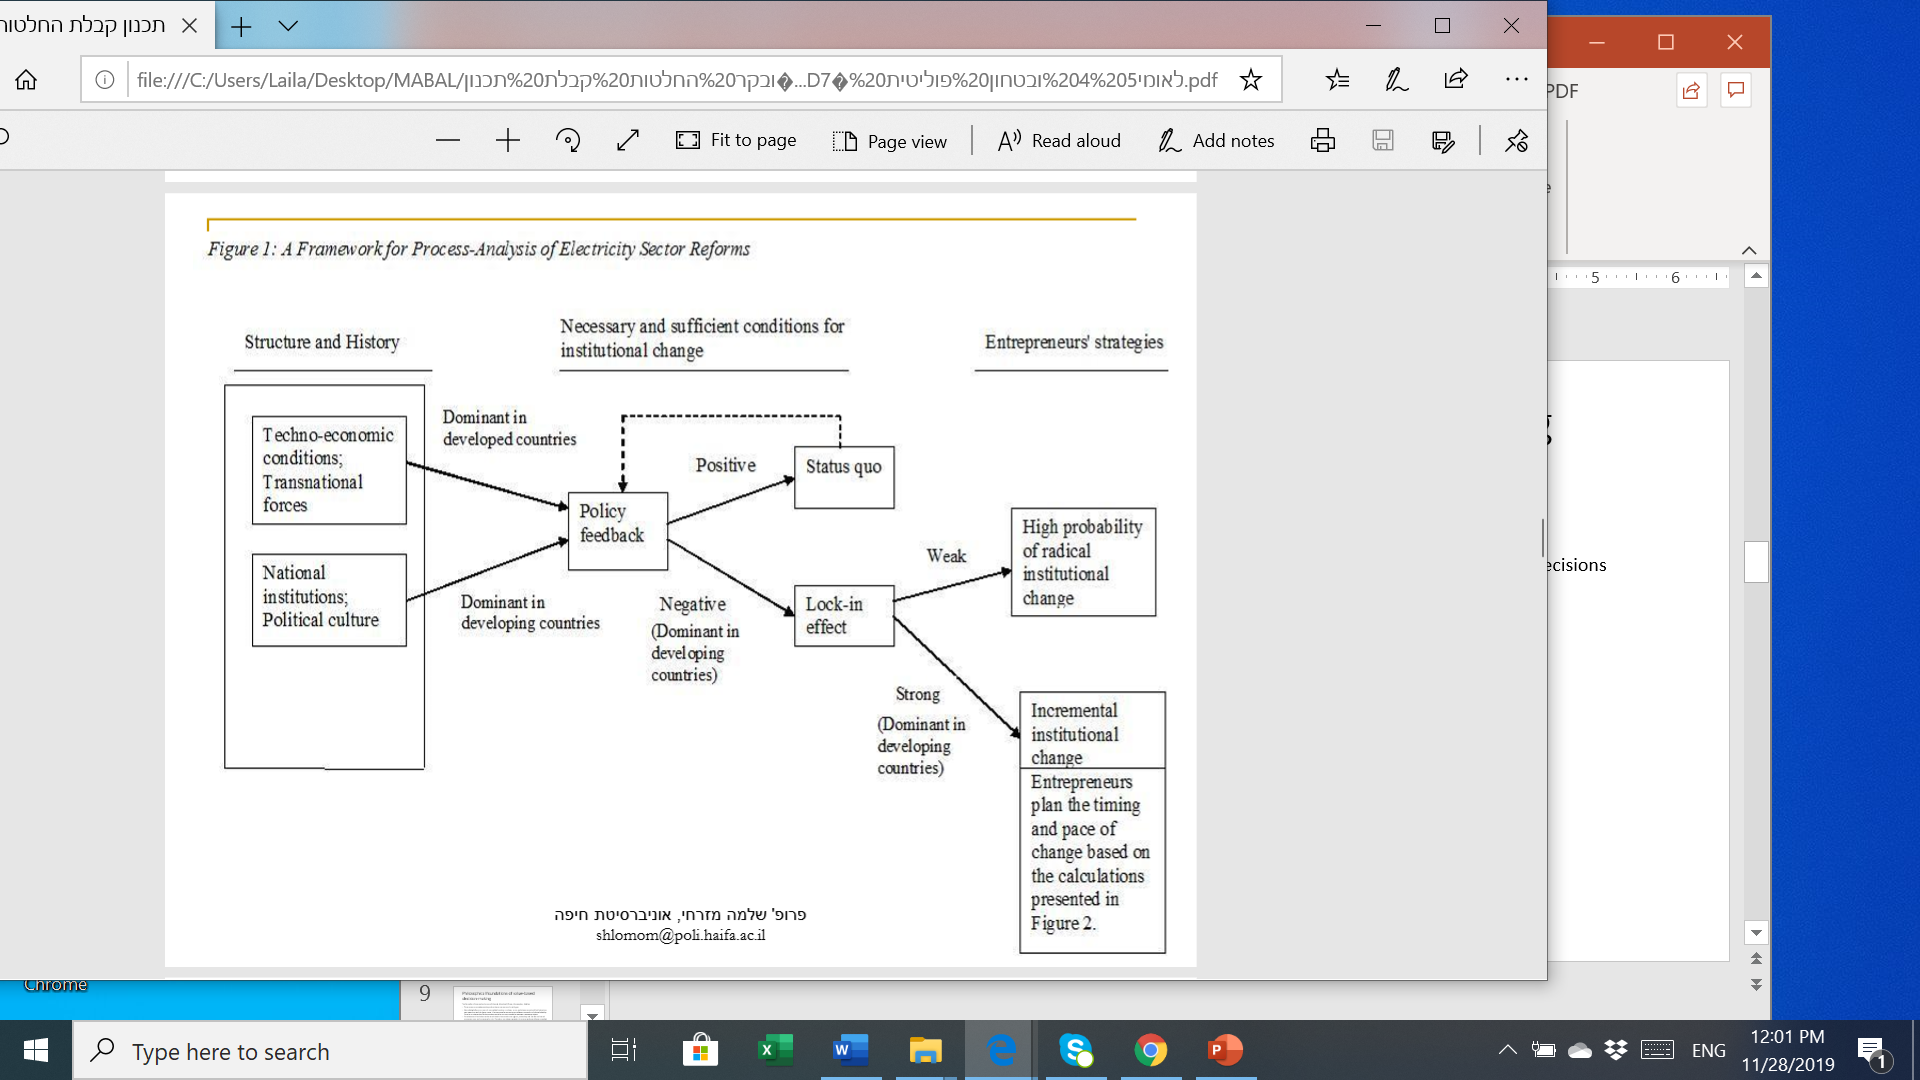 תכנון קבלת החלטות
file:///C:/Users/Laila/Desktop/MABAL/תכנון%20קבלת%20החלטות%20ובקר�...D7�%20פוליטית%20ובטחון%204%205לאומי.pdf
Fit to page
Page view
Read aloud
Add notes
PDF
5 6
Figure 1: A Framework for Process-Analysis of Electricity Sector Reforms
Structure and History
Necessary and sufficient conditions for
institutional change
Entrepreneurs' strategies
Techno-economic
conditions;
Transnational
forces
National
institutions;
Political culture
Dominant in
developed countries
Dominant in
developing countries
Policy
feedback
Positive
Negative
(Dominant in
developing
countries)
Status quo
Lock-in
effect
Weak
Strong
(Dominant in
developing
countries)
High probability
of radical
institutional
change
Incremental
institutional
change
Entrepreneurs
plan the timing
and pace of
change based on
the calculations
presented in
Figure 2.
פרופ' שלמה מזרחי, אוניברסיטת חיפה
shlomom@poli.haifa.ac.il
ecisions
Chrome
9
Type here to search
ENG
12:01 PM
11/28/2019
1